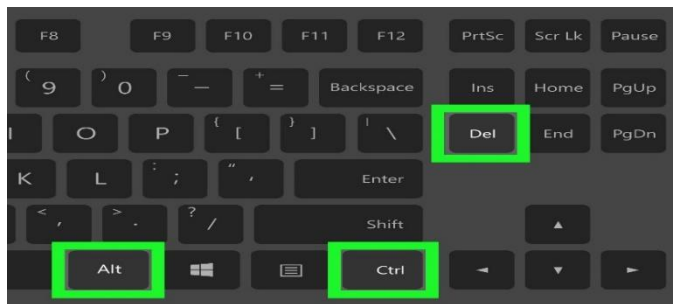 F8 F9 F10 F11 F12 PrtSc Scr Lk Pause
( 9 ) 0 — — + = Backspace Ins Home PgUp
I O P { [ } ] | \ Del End PgDn
K L : ; " ' Enter
< , > . ? / Shift
Alt Ctrl